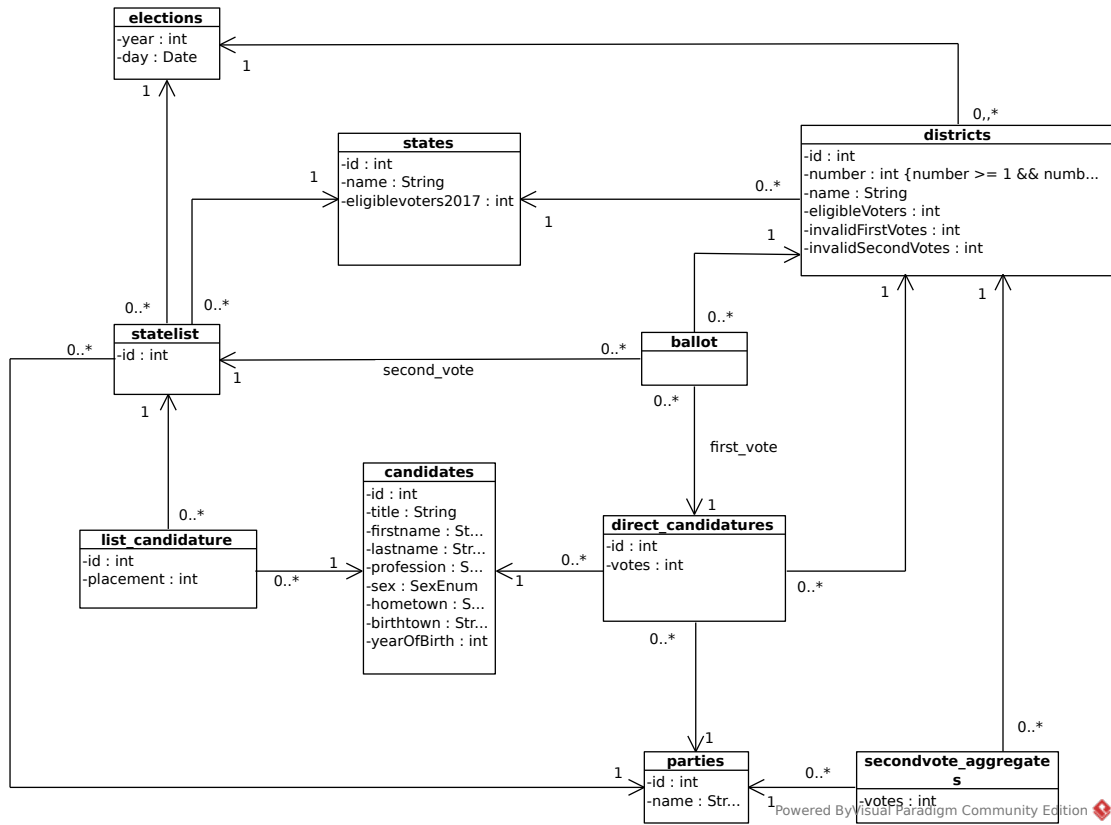 elections
-year : int
-day : Date
1
1
0,,*
districts
-id : int
-number : int {number >= 1 && numb...
-name : String
-eligibleVoters : int
-invalidFirstVotes : int
-invalidSecondVotes : int
states
-id : int
-name : String
-eligiblevoters2017 : int
1
0..*
1
1
1
1
0..*
0..*
0..*
statelist
-id : int
0..*
1
second_vote
0..*
0..*
ballot
0..*
first_vote
1
1
0..*
list_candidature
-id : int
-placement : int
0..*
1
candidates
-id : int
-title : String
-firstname : St...
-lastname : Str...
-profession : S...
-sex : SexEnum
-hometown : S...
-birthtown : Str...
-yearOfBirth : int
1
0..*
direct_candidatures
-id : int
-votes : int
0..*
0..*
1
1
parties
-id : int
-name : Str...
1
0..*
0..*
secondvote_aggregate
s
-votes : int
Powered ByVisual Paradigm Community Edition